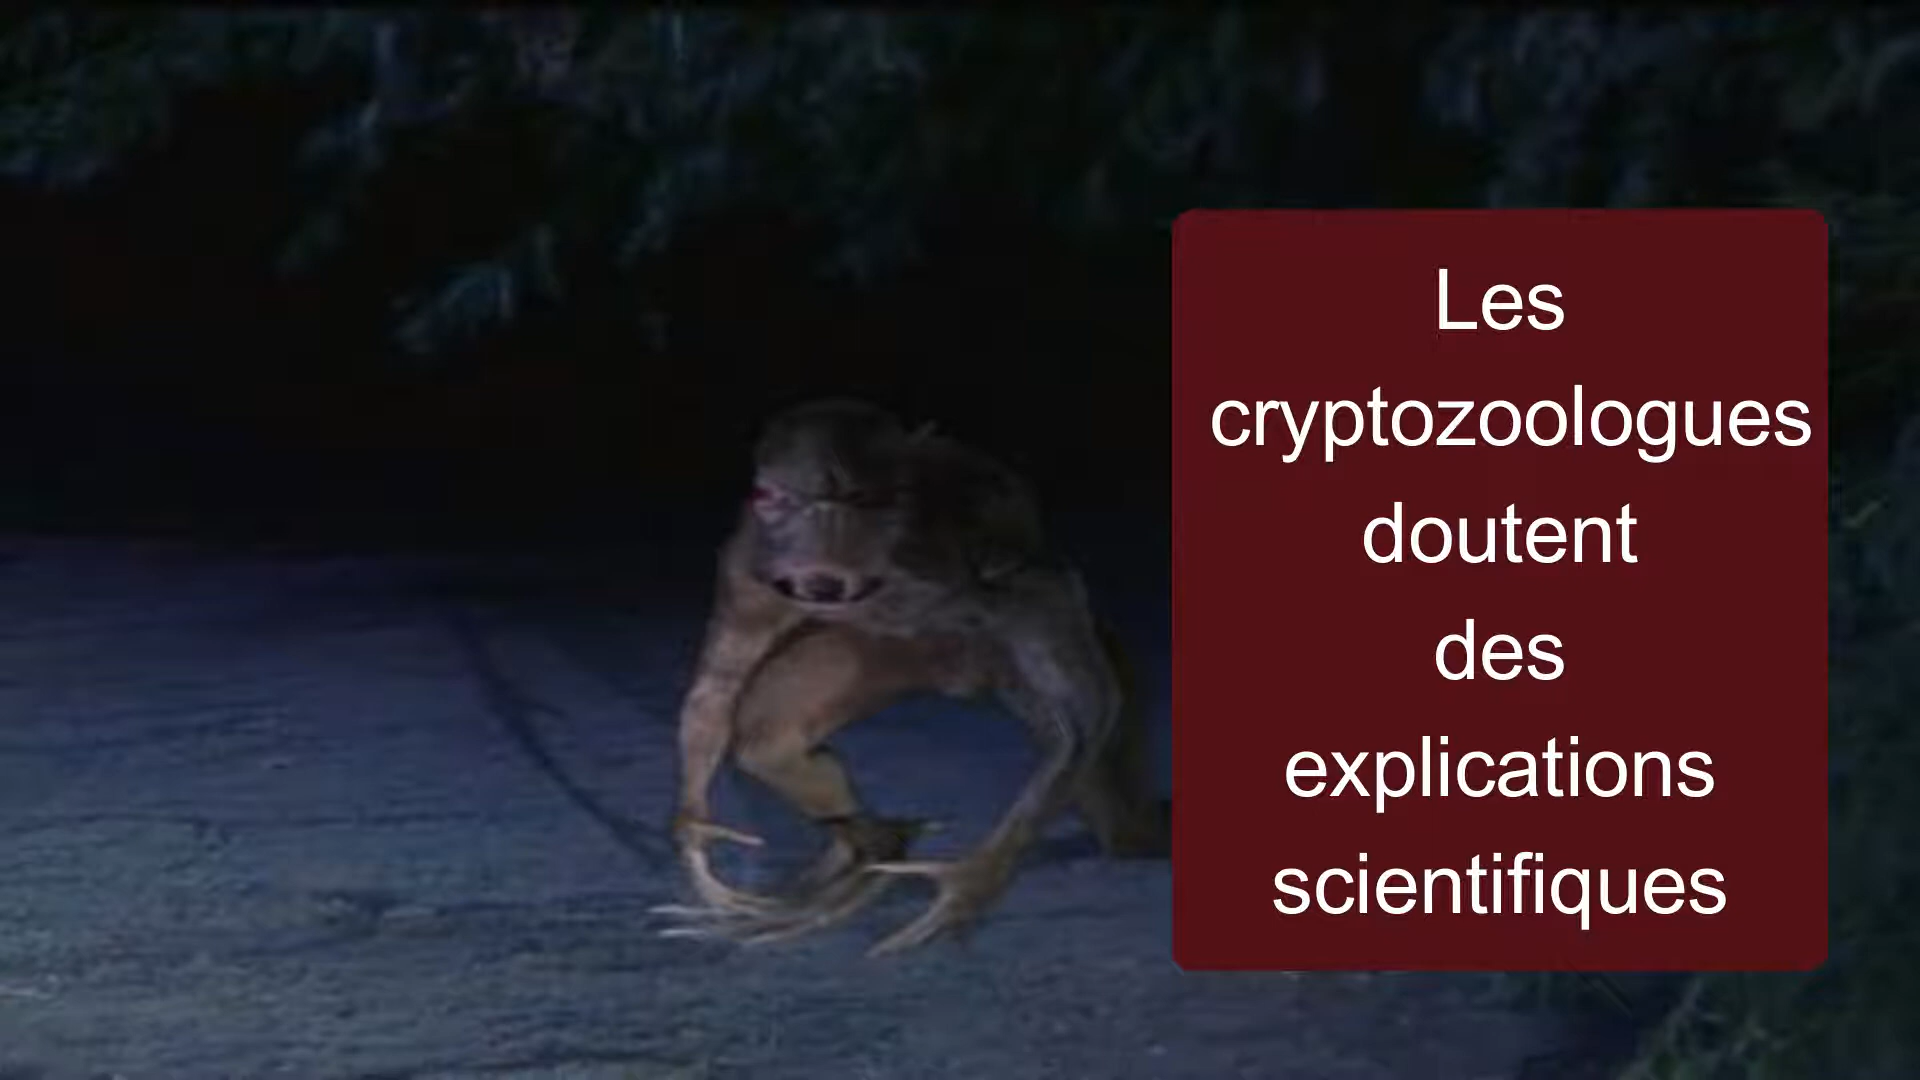 Les
cryptozoologues
doutent
des
explications
scientifiques